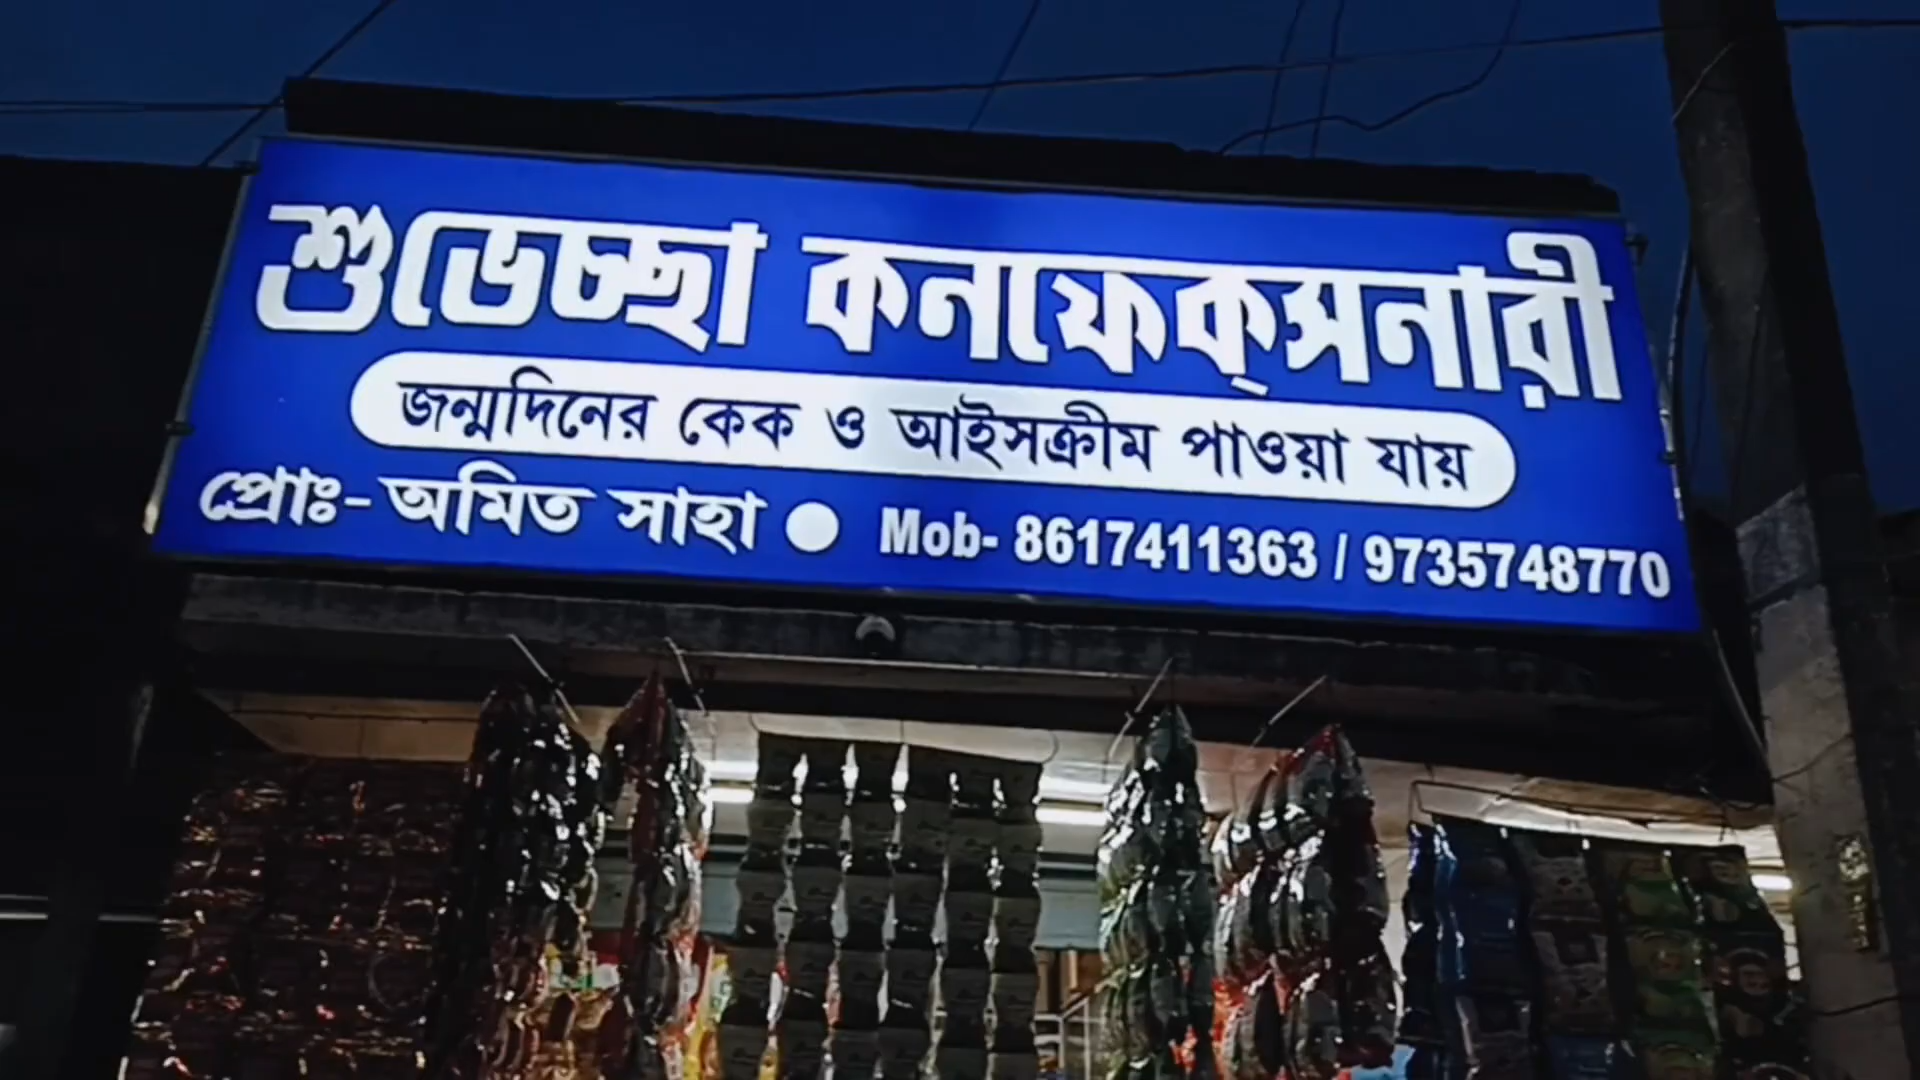 শুভেচ্ছা কনফেক্‌সনারী
জন্মদিনের কেক ও আইসক্রীম পাওয়া যায়
প্রোঃ- অমিত সাহা ● Mob- 8617411363 / 9735748770